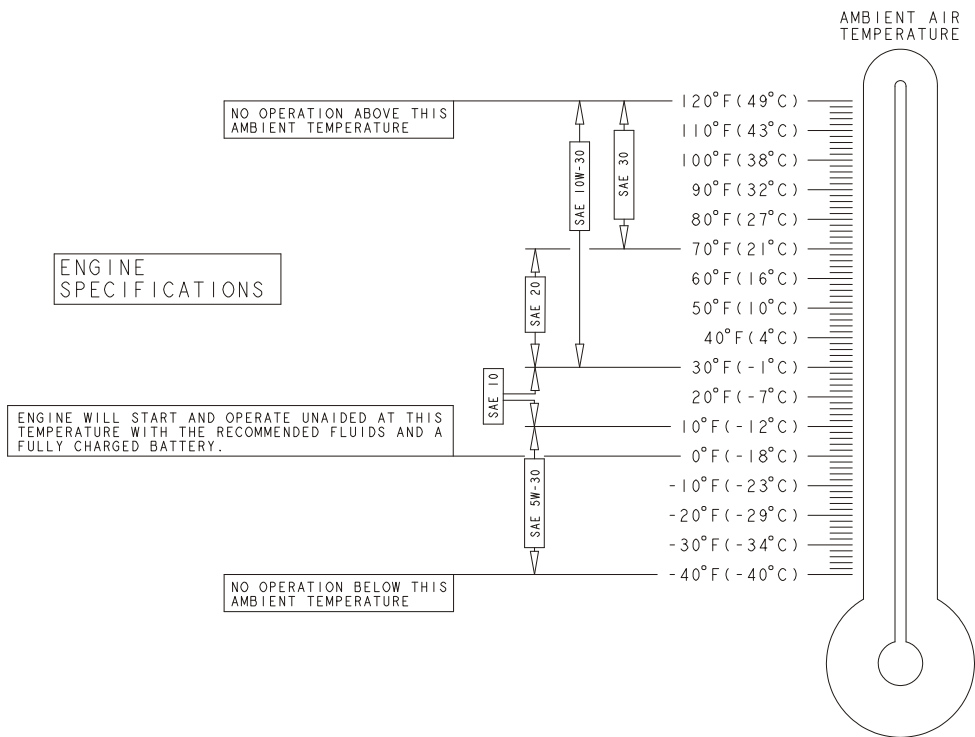 AMBIENT AIR
TEMPERATURE
NO OPERATION ABOVE THIS
AMBIENT TEMPERATURE
SAE 10W-30
SAE 30
120°F(49°C)
110°F(43°C)
100°F(38°C)
90°F(32°C)
80°F(27°C)
70°F(21°C)
60°F(16°C)
50°F(10°C)
40°F(4°C)
30°F(-1°C)
20°F(-7°C)
10°F(-12°C)
0°F(-18°C)
-10°F(-23°C)
-20°F(-29°C)
-30°F(-34°C)
-40°F(-40°C)
ENGINE
SPECIFICATIONS
SAE 20
SAE 10
ENGINE WILL START AND OPERATE UNAIDED AT THIS
TEMPERATURE WITH THE RECOMMENDED FLUIDS AND A
FULLY CHARGED BATTERY.
SAE 5W-30
NO OPERATION BELOW THIS
AMBIENT TEMPERATURE